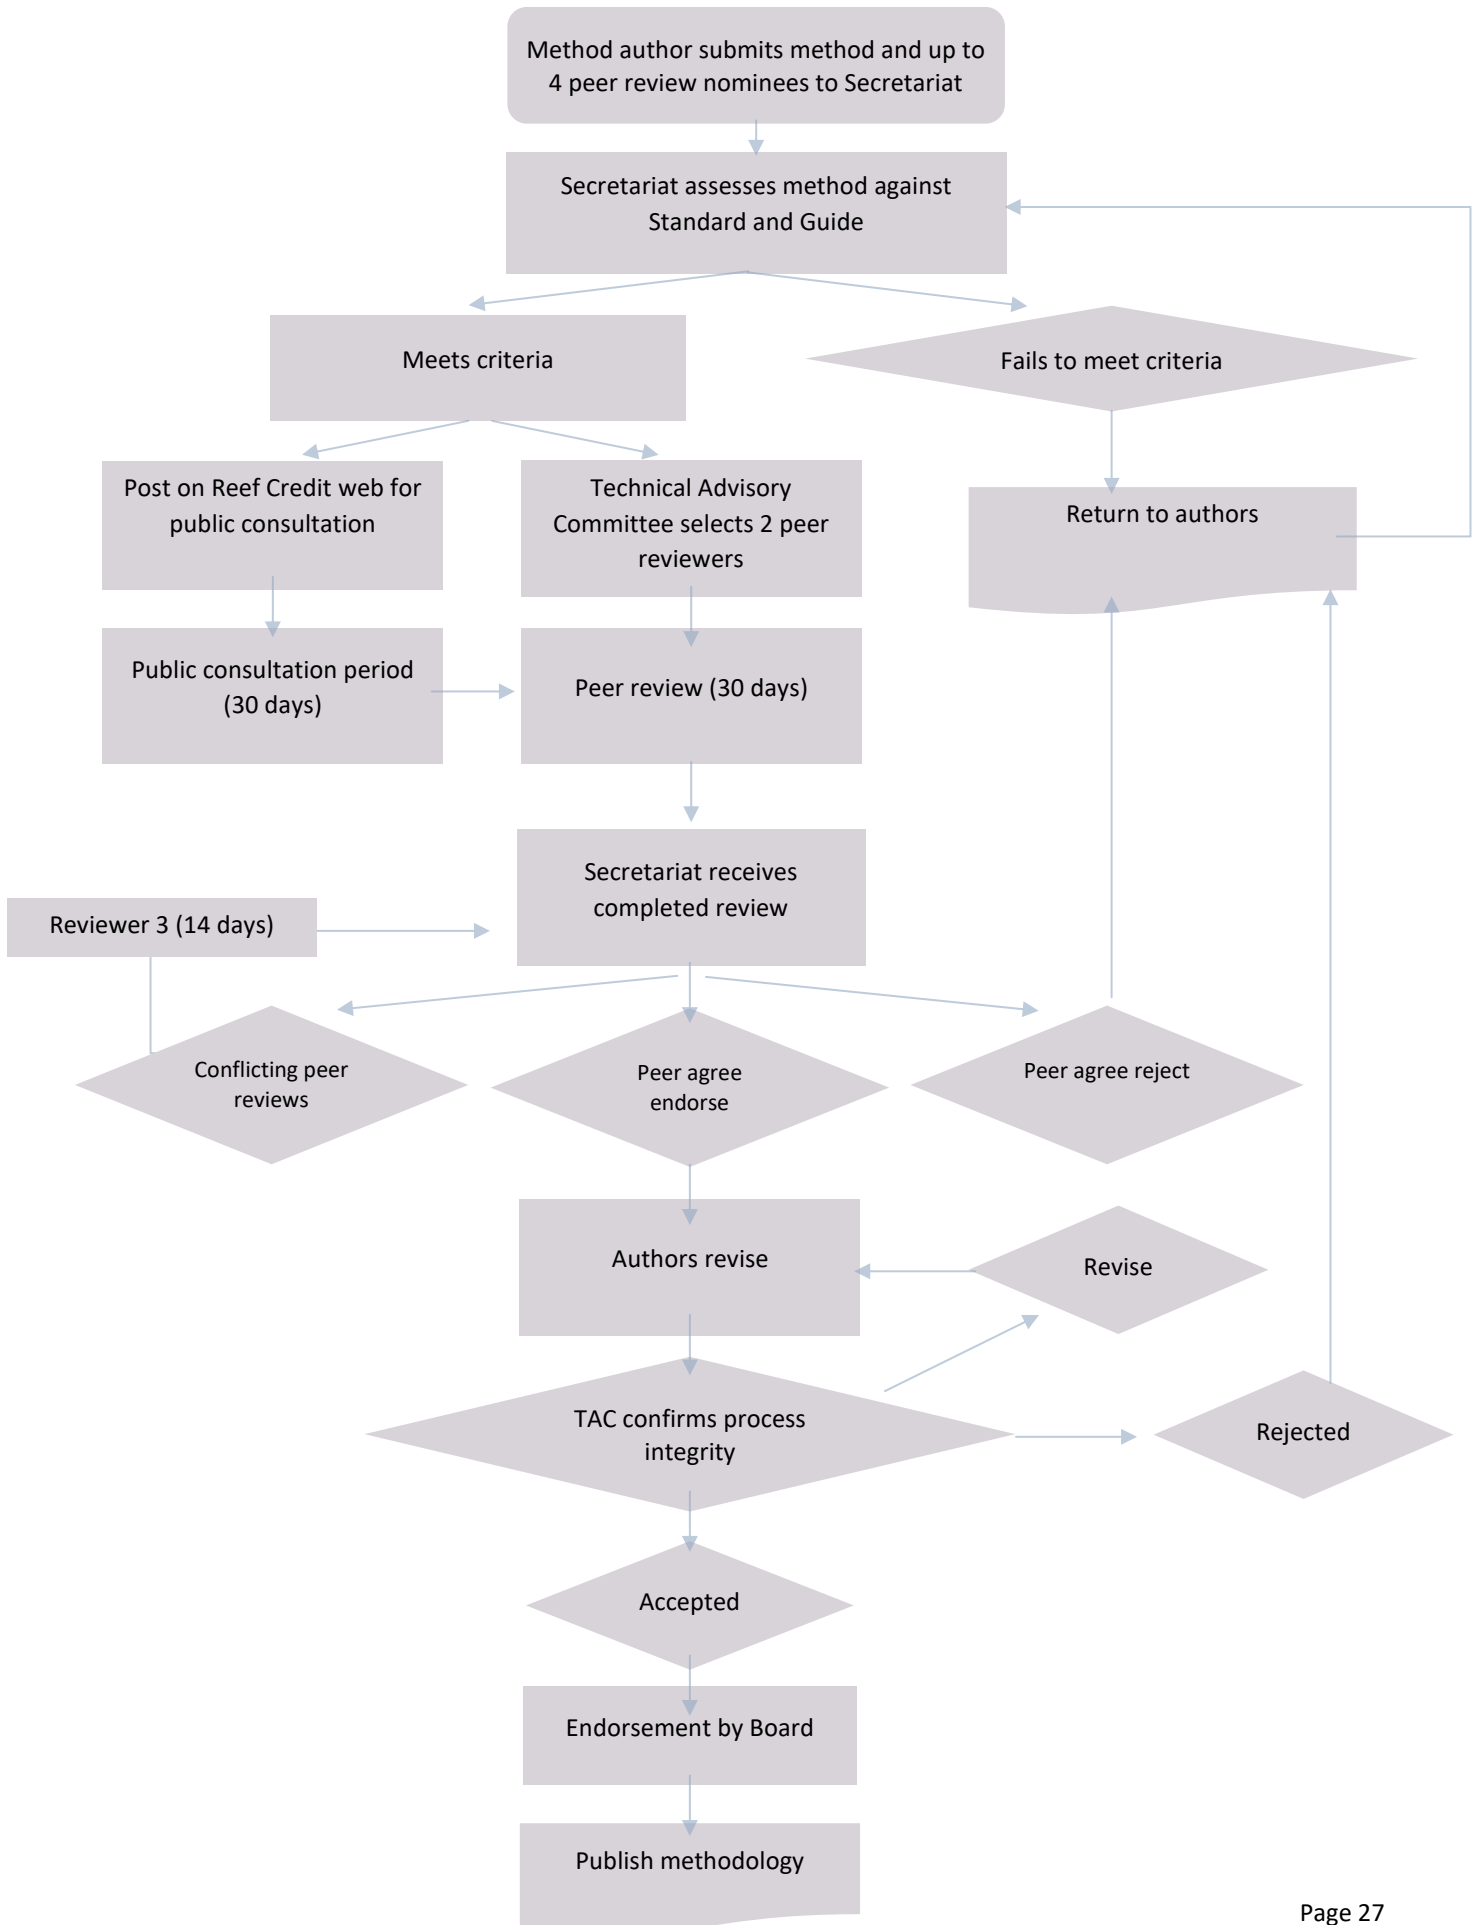 Method author submits method and up to
4 peer review nominees to Secretariat
Secretariat assesses method against
Standard and Guide
Meets criteria
Fails to meet criteria
Post on Reef Credit web for
public consultation
Technical Advisory
Committee selects 2 peer
reviewers
Return to authors
Public consultation period
(30 days)
Peer review (30 days)
Secretariat receives
completed review
Reviewer 3 (14 days)
Conflicting peer
reviews
Peer agree
endorse
Peer agree reject
Authors revise
Revise
TAC confirms process
integrity
Rejected
Accepted
Endorsement by Board
Publish methodology
Page 27